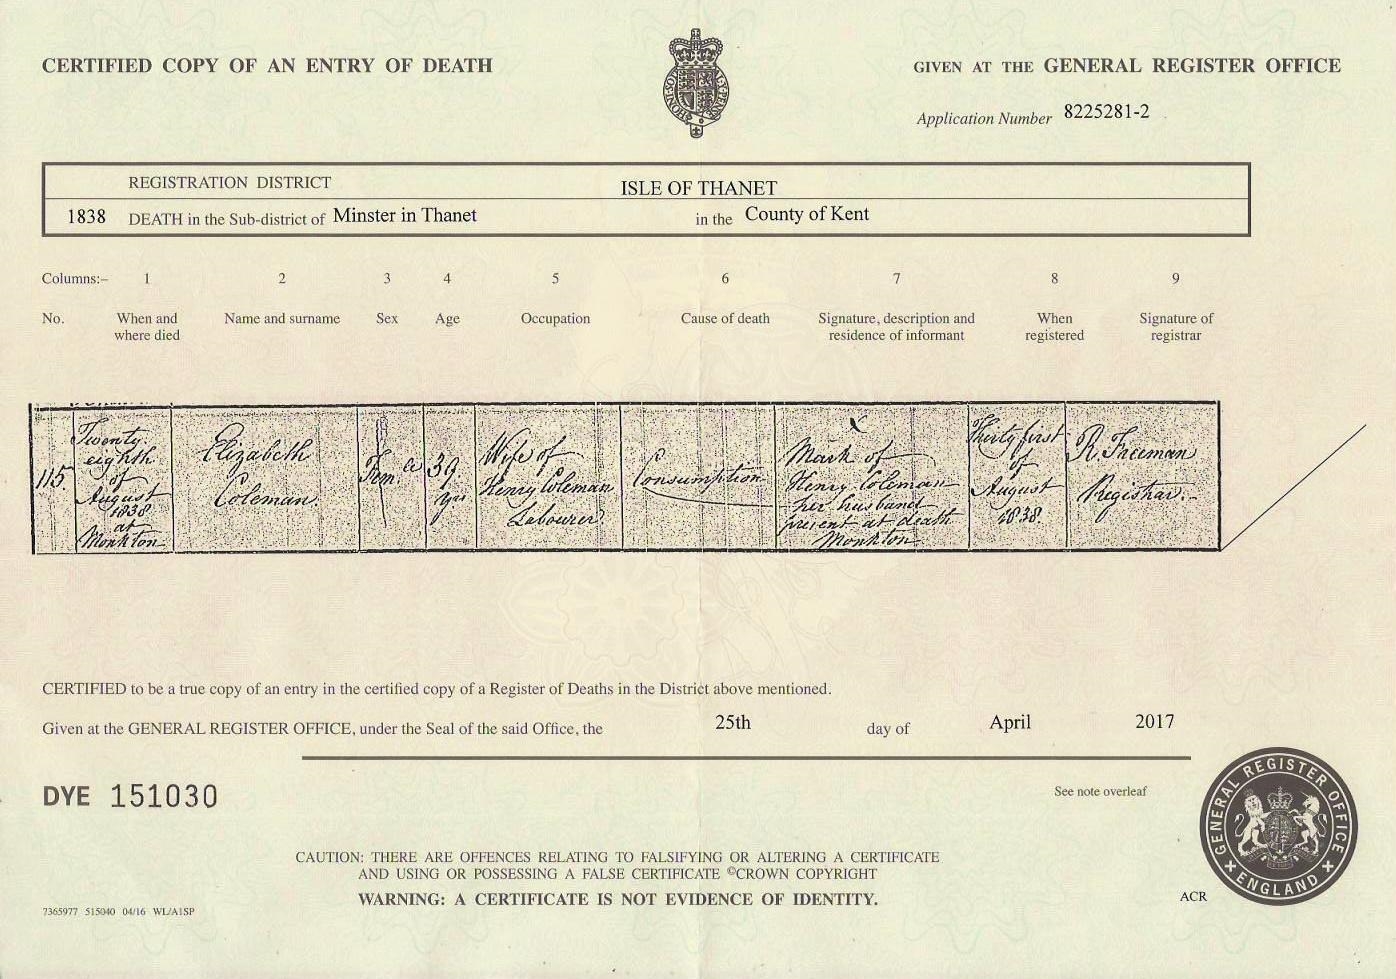 CERTIFIED COPY OF AN ENTRY OF DEATH
GIVEN AT THE GENERAL REGISTER OFFICE
Application Number 8225281-2
REGISTRATION DISTRICT ISLE OF THANET
1838 DEATH in the Sub-district of Minster in Thanet in the County of Kent
Columns:– 1 2 3 4 5 6 7 8 9
No.
When and
where died
Name and surname
Sex
Age
Occupation
Cause of death
Signature, description and
residence of informant
When
registered
Signature of
registrar
115
Twenty
eighth
of
August
1838
at
Monkton
Elizabeth
Coleman
Female
39
yrs
Wife of
Henry Coleman
Labourer
Consumption
X
Mark of
Henry Coleman
her husband
present at death
Monkton
Thirty first
of
August
1838
R. Freeman
Registrar.
CERTIFIED to be a true copy of an entry in the certified copy of a Register of Deaths in the District above mentioned.
Given at the GENERAL REGISTER OFFICE, under the Seal of the said Office, the 25th day of April 2017
DYE 151030
See note overleaf
GENERAL REGISTER OFFICE
ENGLAND
CAUTION: THERE ARE OFFENCES RELATING TO FALSIFYING OR ALTERING A CERTIFICATE
AND USING OR POSSESSING A FALSE CERTIFICATE ©CROWN COPYRIGHT
WARNING: A CERTIFICATE IS NOT EVIDENCE OF IDENTITY.
ACR
7365977 515040 04/16 WL/A1SP